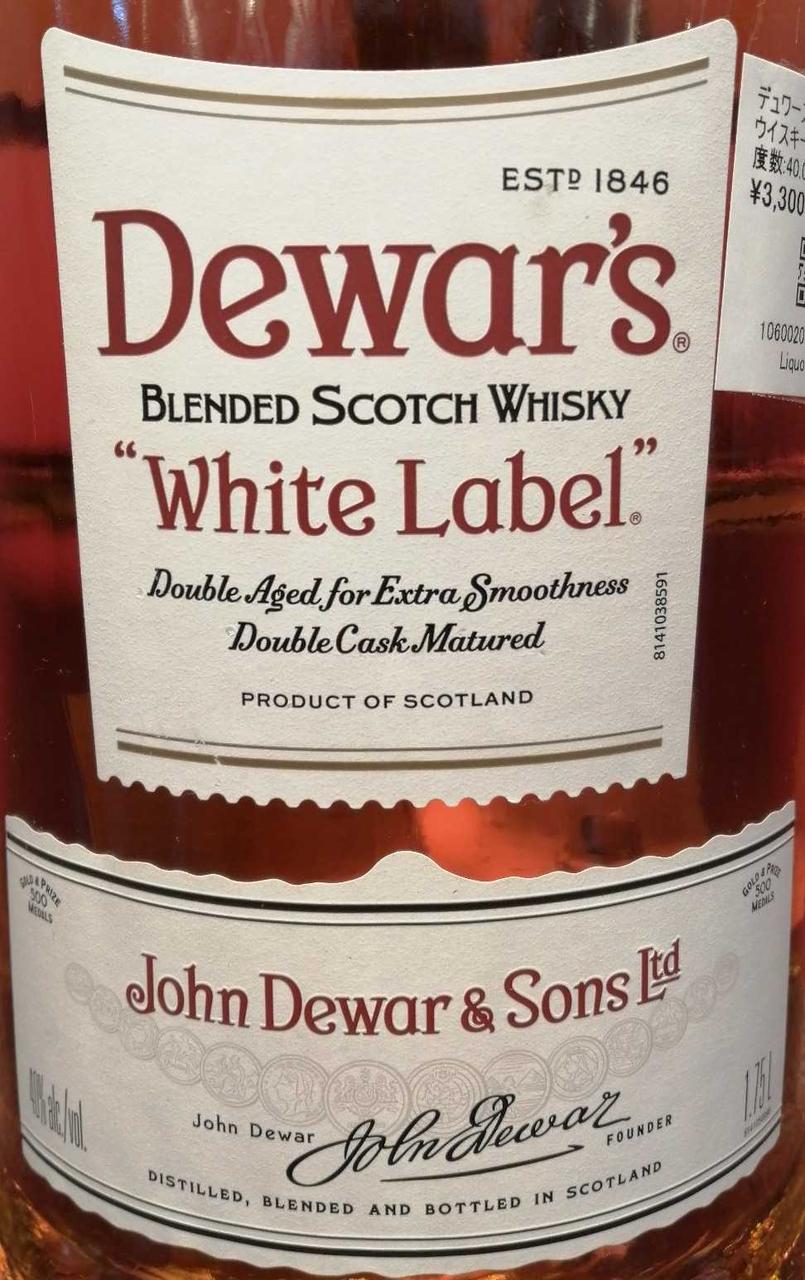 ESTD 1846
Dewar's®
BLENDED SCOTCH WHISKY
"White Label"®
Double Aged for Extra Smoothness
Double Cask Matured
8141038591
PRODUCT OF SCOTLAND
デュワー
ウイスキー
度数:40.
¥3,300
1060020
Liquo
GOLD & PRIZE
500
MEDALS
GOLD & PRIZE
500
MEDALS
John Dewar & Sons Ltd
40% alc./vol.
1.75 L
John Dewar
John Dewar
FOUNDER
DISTILLED, BLENDED AND BOTTLED IN SCOTLAND